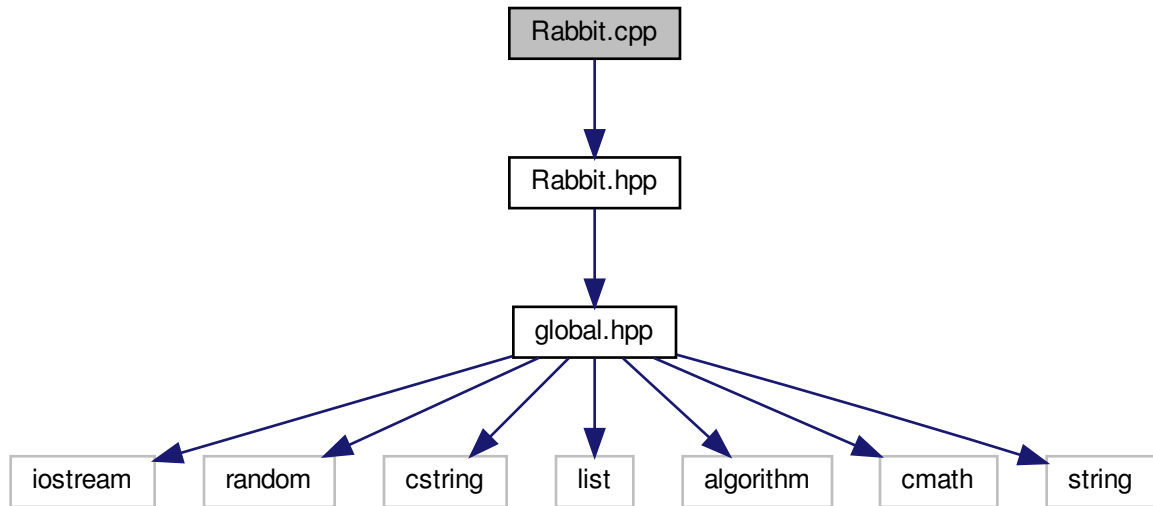 Rabbit.cpp
Rabbit.hpp
global.hpp
iostream
random
cstring
list
algorithm
cmath
string